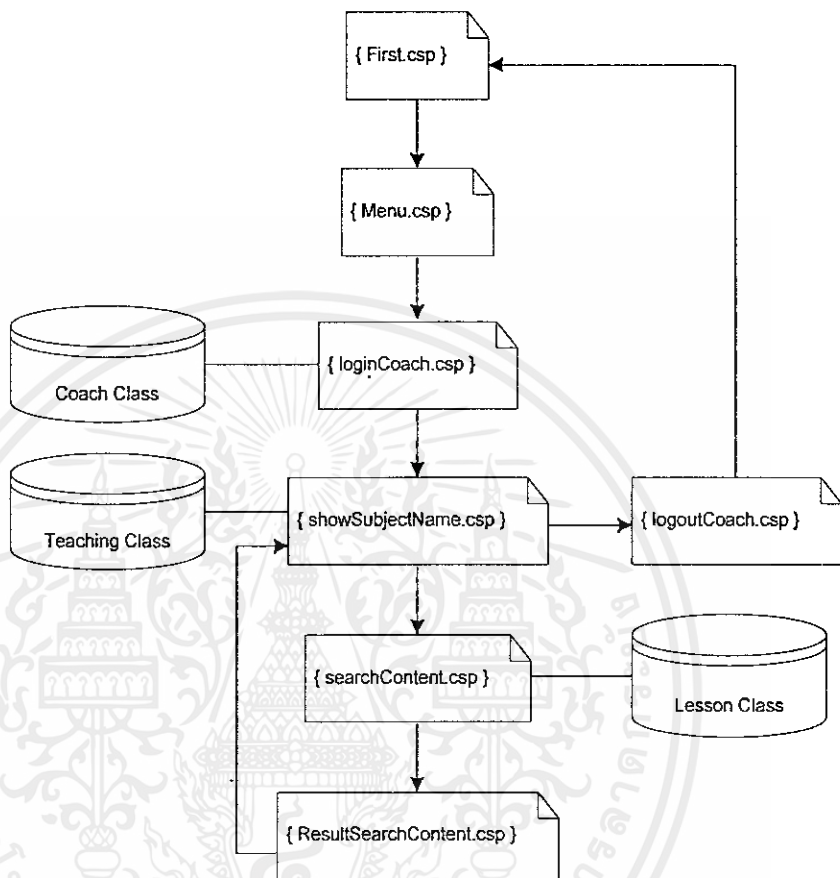 { First.csp }
{ Menu.csp }
{ loginCoach.csp }
Coach Class
{ showSubjectName.csp }
{ logoutCoach.csp }
Teaching Class
{ searchContent.csp }
Lesson Class
{ ResultSearchContent.csp }